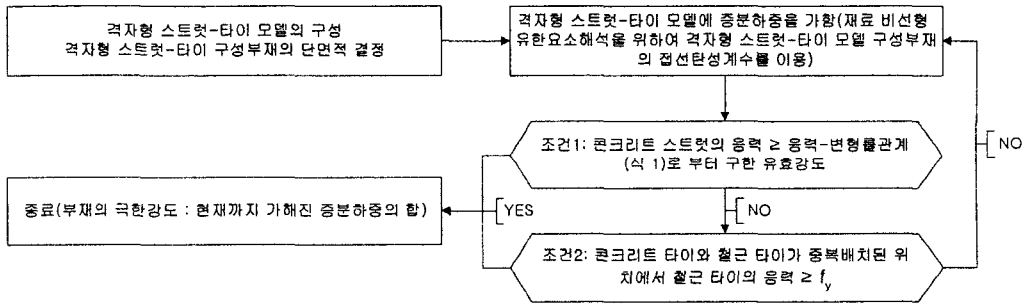 격자형 스트럿-타이 모델의 구성
격자형 스트럿-타이 구성부재의 단면적 결정
격자형 스트럿-타이 모델에 증분하중을 가함(재료 비선형
유한요소해석을 위하여 격자형 스트럿-타이 모델 구성부재
의 접선탄성계수를 이용)
조건1: 콘크리트 스트럿의 응력 ≥ 응력-변형률관계
(식 1)로 부터 구한 유효강도
NO
종료(부재의 극한강도 : 현재까지 가해진 증분하중의 합)
YES
NO
조건2: 콘크리트 타이와 철근 타이가 중복배치된 위
치에서 철근 타이의 응력 ≥ f_y